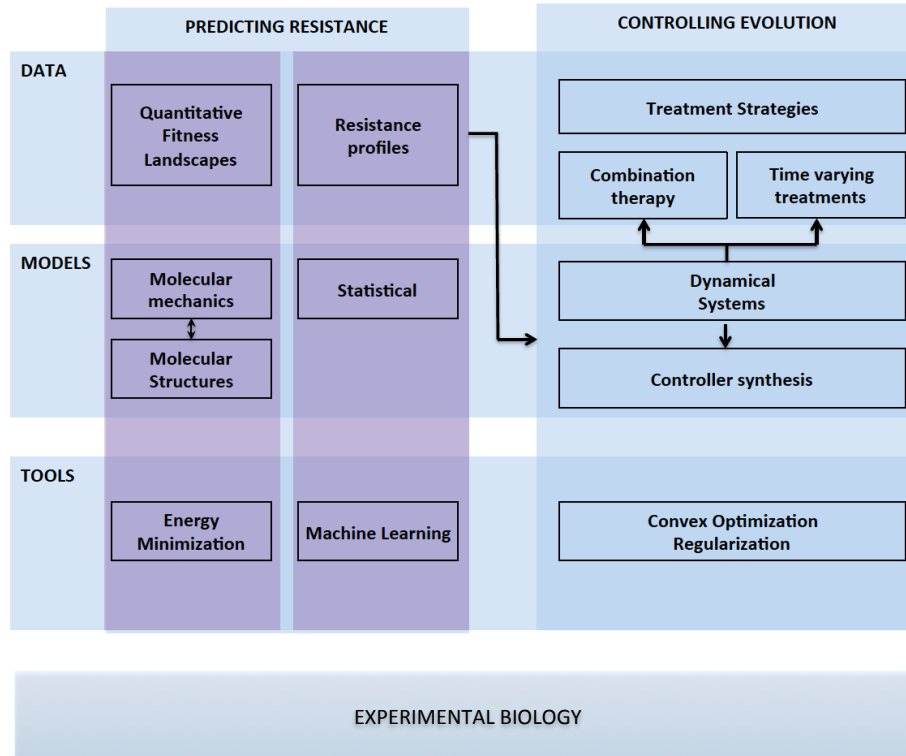 PREDICTING RESISTANCE
CONTROLLING EVOLUTION
DATA
Quantitative
Fitness
Landscapes
Resistance
profiles
Treatment Strategies
Combination
therapy
Time varying
treatments
MODELS
Molecular
mechanics
Statistical
Dynamical
Systems
Molecular
Structures
Controller synthesis
TOOLS
Energy
Minimization
Machine Learning
Convex Optimization
Regularization
EXPERIMENTAL BIOLOGY